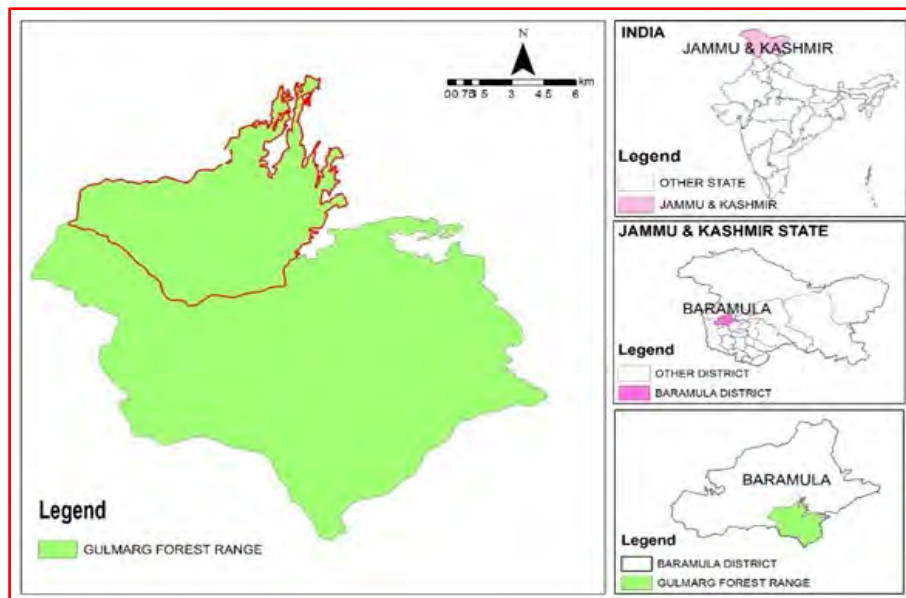 N
km
00.75 1.5 3 4.5 6
Legend
GULMARG FOREST RANGE
INDIA
JAMMU & KASHMIR
Legend
OTHER STATE
JAMMU & KASHMIR
JAMMU & KASHMIR STATE
BARAMULA
Legend
OTHER DISTRICT
BARAMULA DISTRICT
BARAMULA
Legend
BARAMULA DISTRICT
GULMARG FOREST RANGE